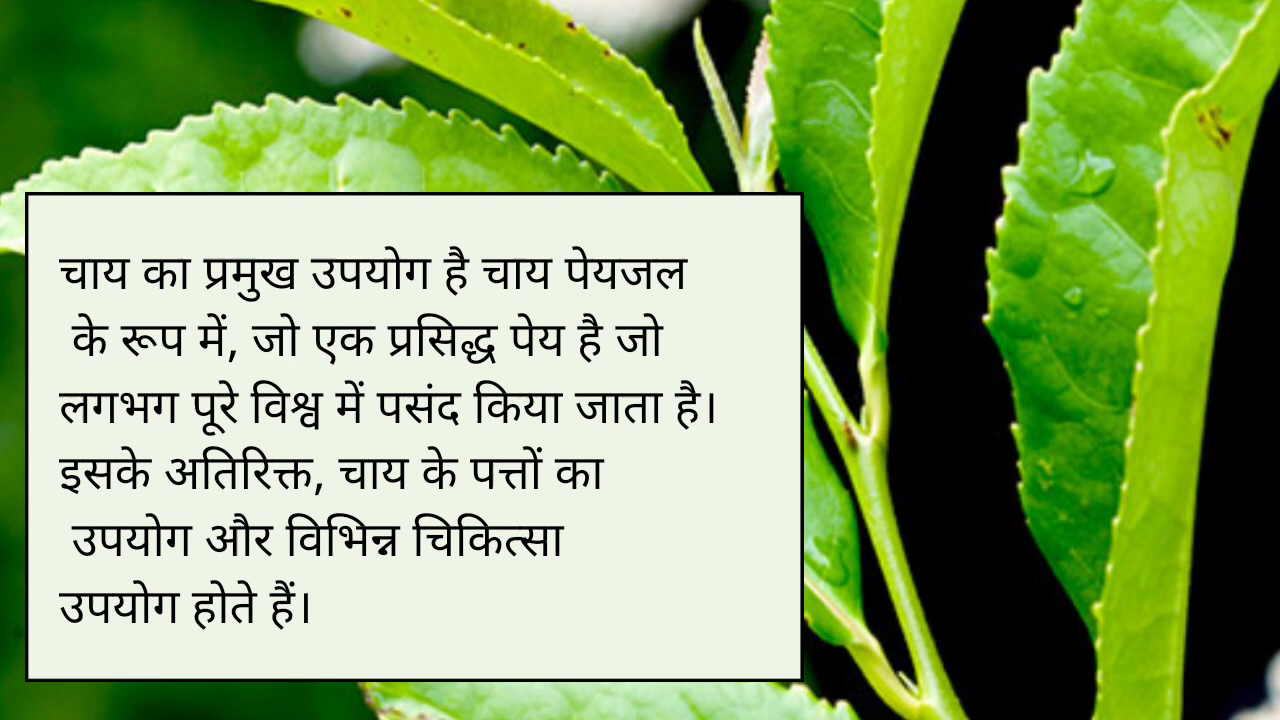 चाय का प्रमुख उपयोग है चाय पेयजल
के रूप में, जो एक प्रसिद्ध पेय है जो
लगभग पूरे विश्व में पसंद किया जाता है।
इसके अतिरिक्त, चाय के पत्तों का
उपयोग और विभिन्न चिकित्सा
उपयोग होते हैं।